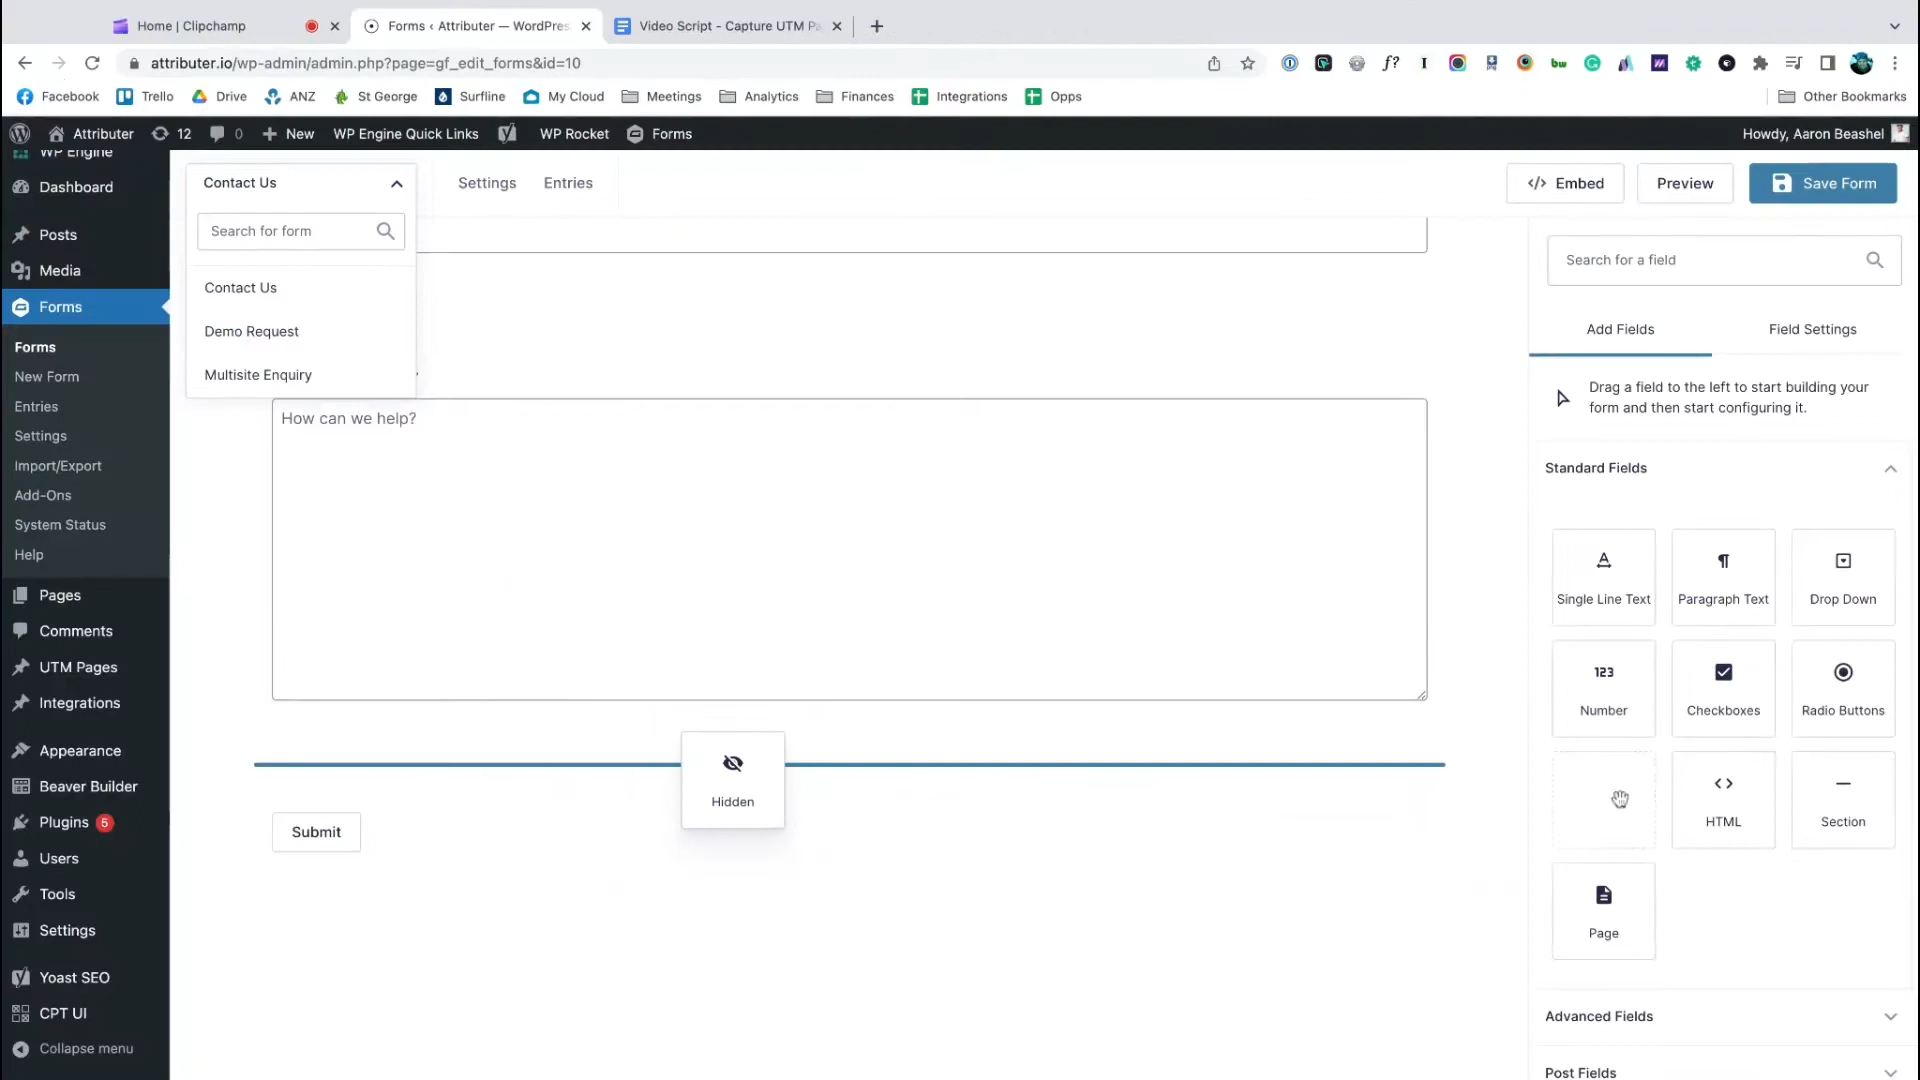 Home | Clipchamp
Forms ‹ Attributer — WordPres
Video Script - Capture UTM Pa
attributer.io/wp-admin/admin.php?page=gf_edit_forms&id=10
f?
bw
Facebook
Trello
Drive
ANZ
St George
Surfline
My Cloud
Meetings
Analytics
Finances
Integrations
Opps
Other Bookmarks
Attributer
12
0
New
WP Engine Quick Links
WP Rocket
Forms
Howdy, Aaron Beashel
WP Engine
Dashboard
Posts
Media
Forms
Forms
New Form
Entries
Settings
Import/Export
Add-Ons
System Status
Help
Pages
Comments
UTM Pages
Integrations
Appearance
Beaver Builder
Plugins 5
Users
Tools
Settings
Yoast SEO
CPT UI
Collapse menu
Contact Us
Settings
Entries
Embed
Preview
Save Form
Search for form
Contact Us
Demo Request
Multisite Enquiry
How can we help?
Hidden
Submit
Search for a field
Add Fields
Field Settings
Drag a field to the left to start building your
form and then start configuring it.
Standard Fields
Single Line Text
Paragraph Text
Drop Down
123
Number
Checkboxes
Radio Buttons
HTML
Section
Page
Advanced Fields
Post Fields